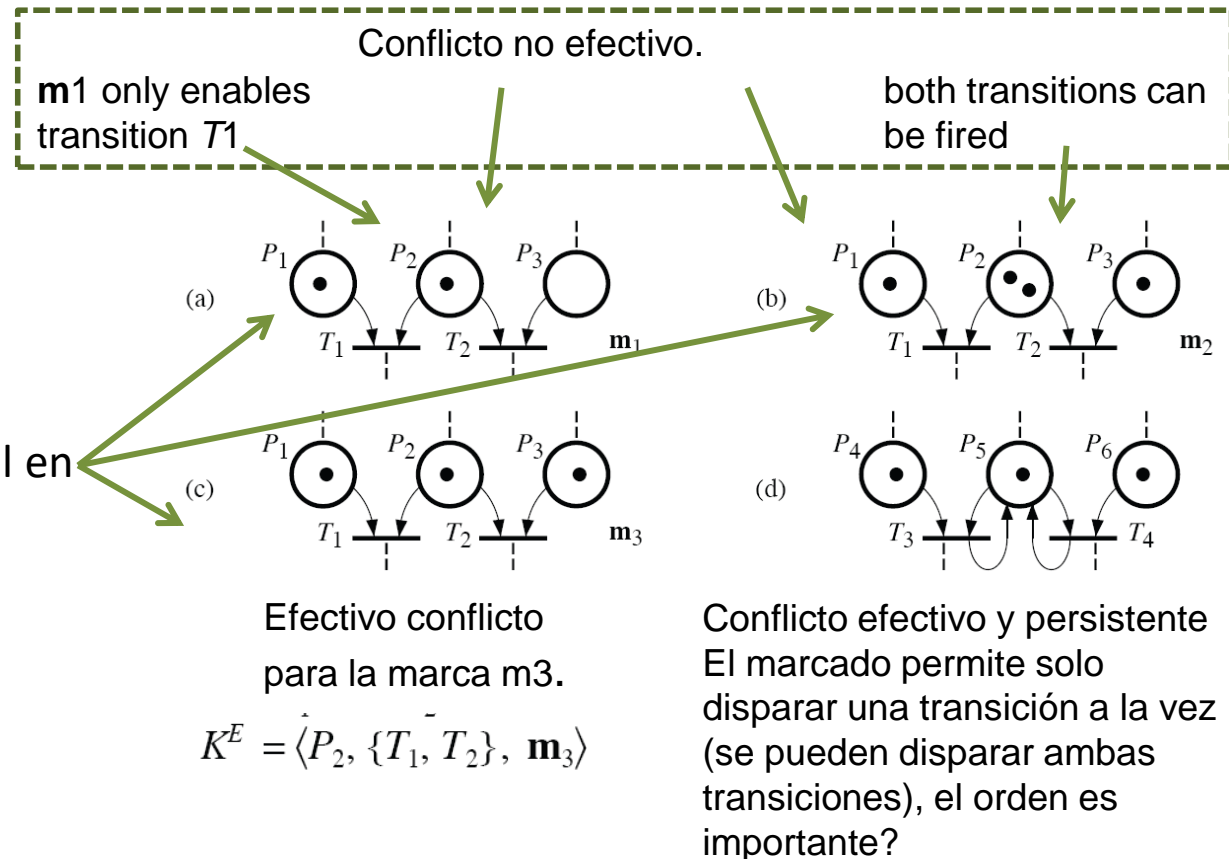 Conflicto no efectivo.
m1 only enables
transition T1
both transitions can
be fired
P1 P2 P3
(a)
T1 T2 m1
P1 P2 P3
(b)
T1 T2 m2
l en
P1 P2 P3
(c)
T1 T2 m3
P4 P5 P6
(d)
T3 T4
Efectivo conflicto
para la marca m3.
K^E = ⟨P2, {T1, T2}, m3⟩
Conflicto efectivo y persistente
El marcado permite solo
disparar una transición a la vez
(se pueden disparar ambas
transiciones), el orden es
importante?